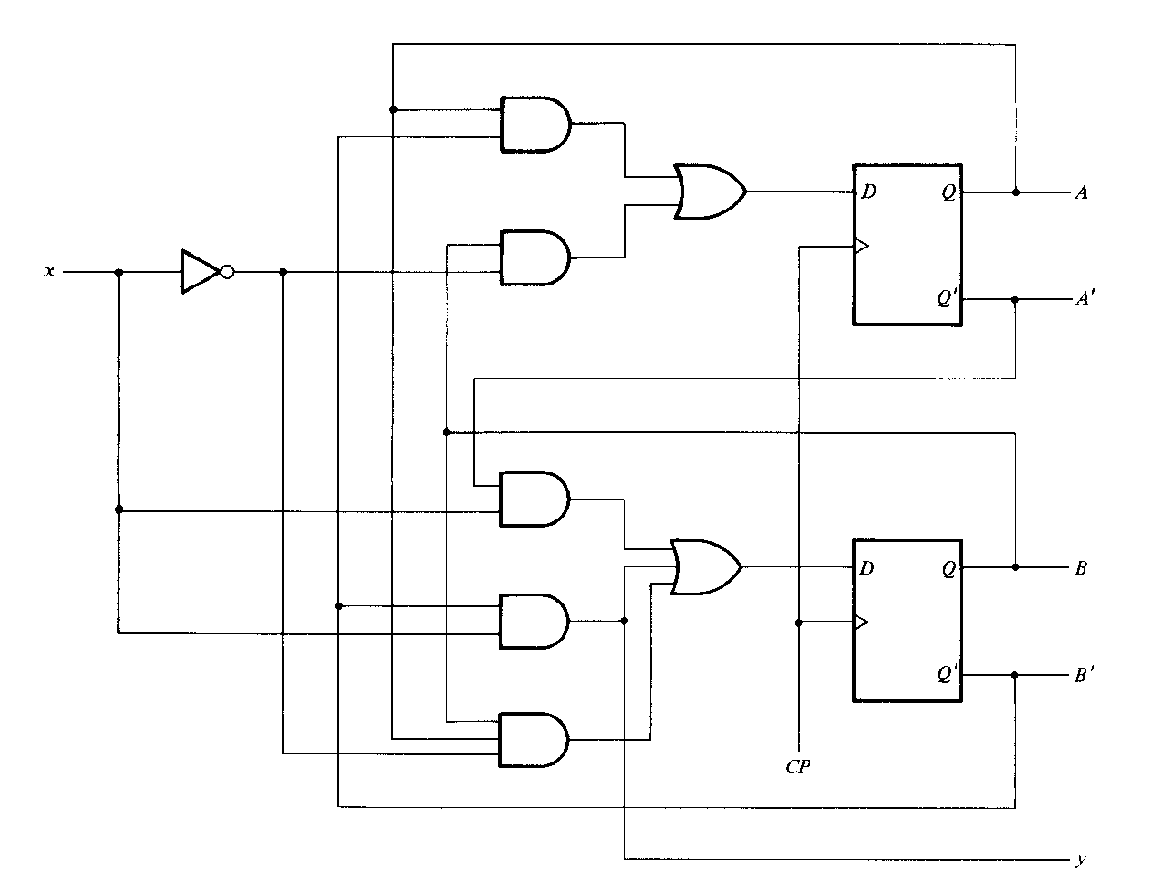 D Q A
x
Q' A'
D Q B
Q' B'
CP
y